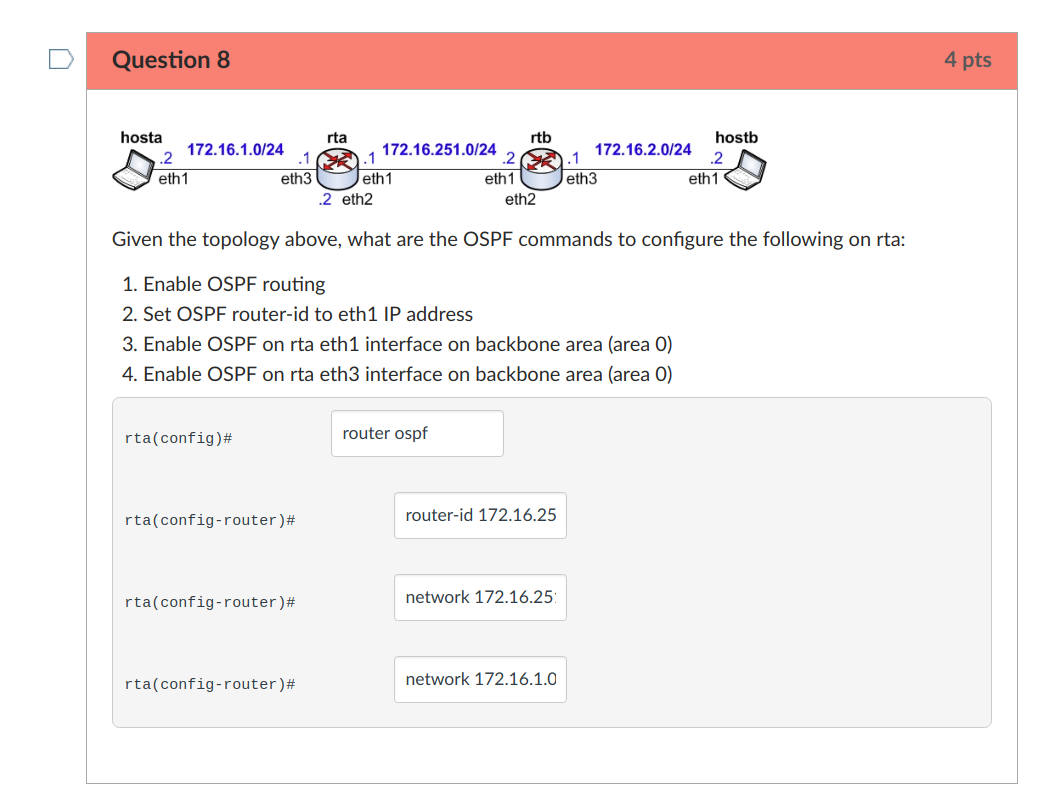 Question 8 4 pts
hosta rta rtb hostb
172.16.1.0/24 172.16.251.0/24 172.16.2.0/24
.2 .1 .1 .2 .1 .2
eth1 eth3 eth1 eth1 eth3 eth1
.2 eth2 eth2
Given the topology above, what are the OSPF commands to configure the following on rta:
1. Enable OSPF routing
2. Set OSPF router-id to eth1 IP address
3. Enable OSPF on rta eth1 interface on backbone area (area 0)
4. Enable OSPF on rta eth3 interface on backbone area (area 0)
rta(config)# router ospf
rta(config-router)# router-id 172.16.25
rta(config-router)# network 172.16.25
rta(config-router)# network 172.16.1.0